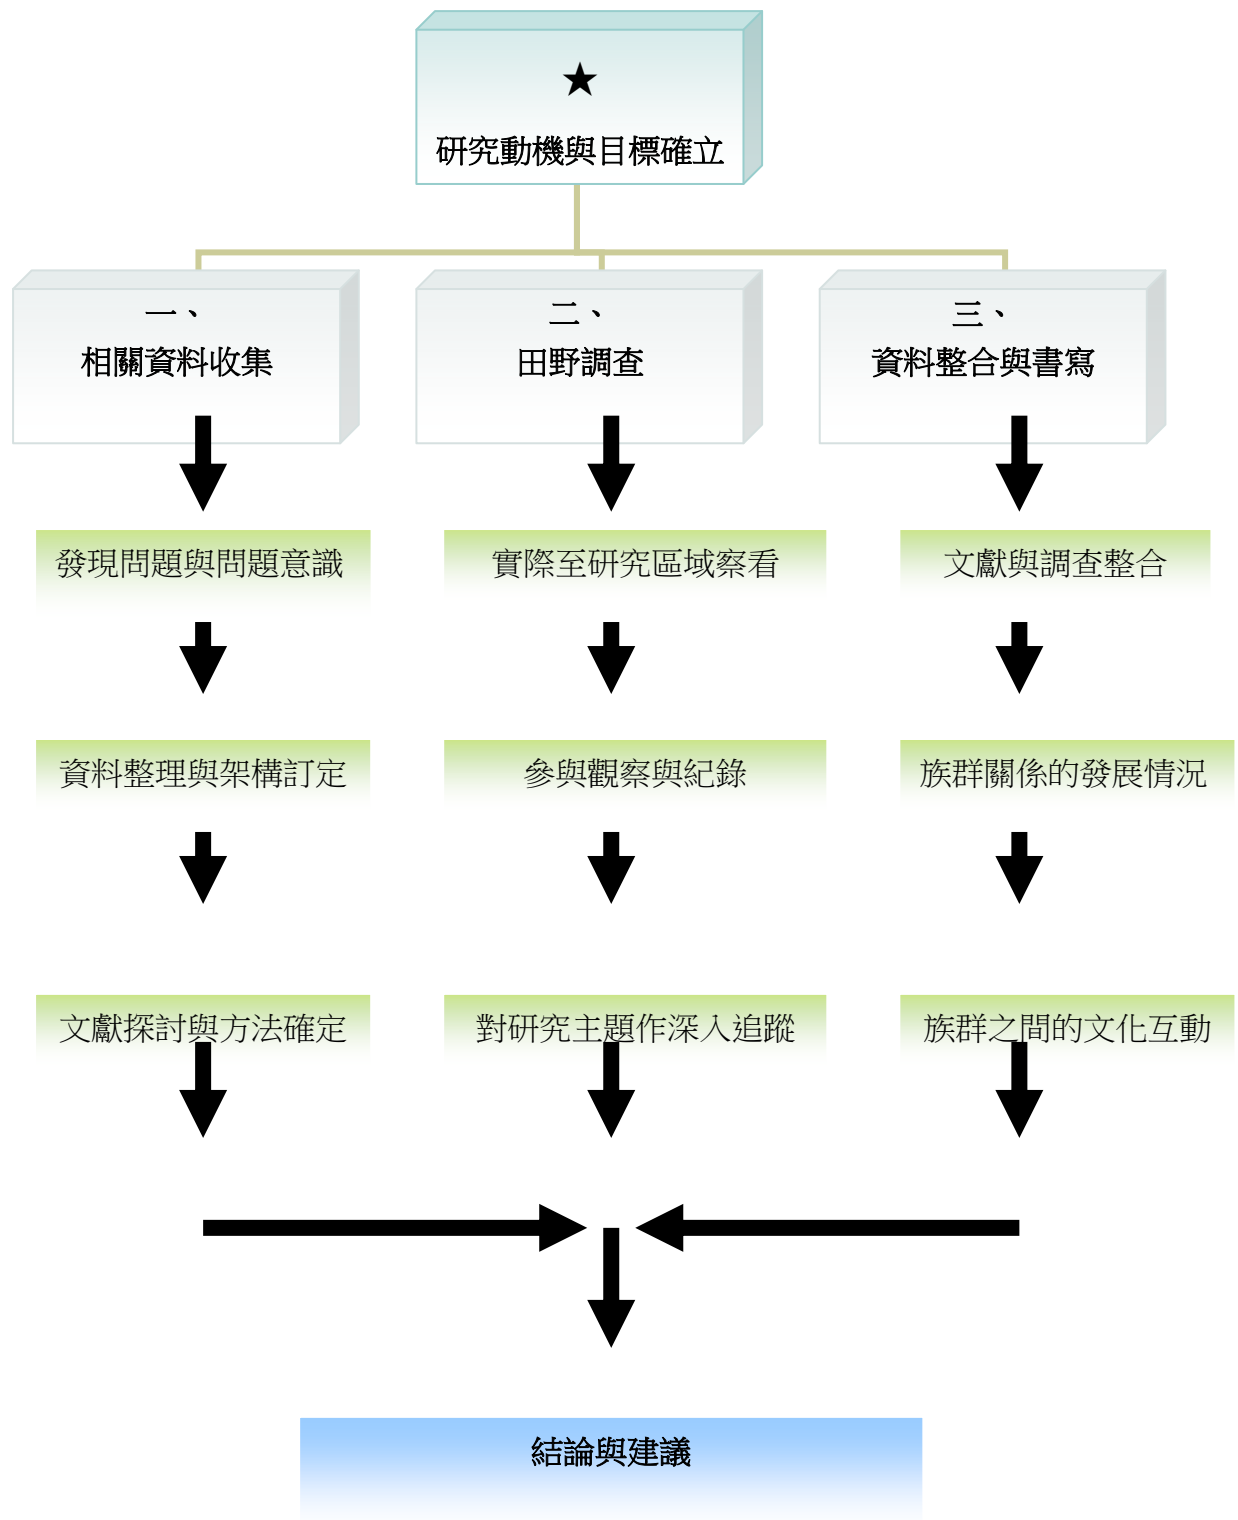 ★
研究動機與目標確立
一、
相關資料收集
二、
田野調查
三、
資料整合與書寫
發現問題與問題意識
實際至研究區域察看
文獻與調查整合
資料整理與架構訂定
參與觀察與紀錄
族群關係的發展情況
文獻探討與方法確定
對研究主題作深入追蹤
族群之間的文化互動
結論與建議